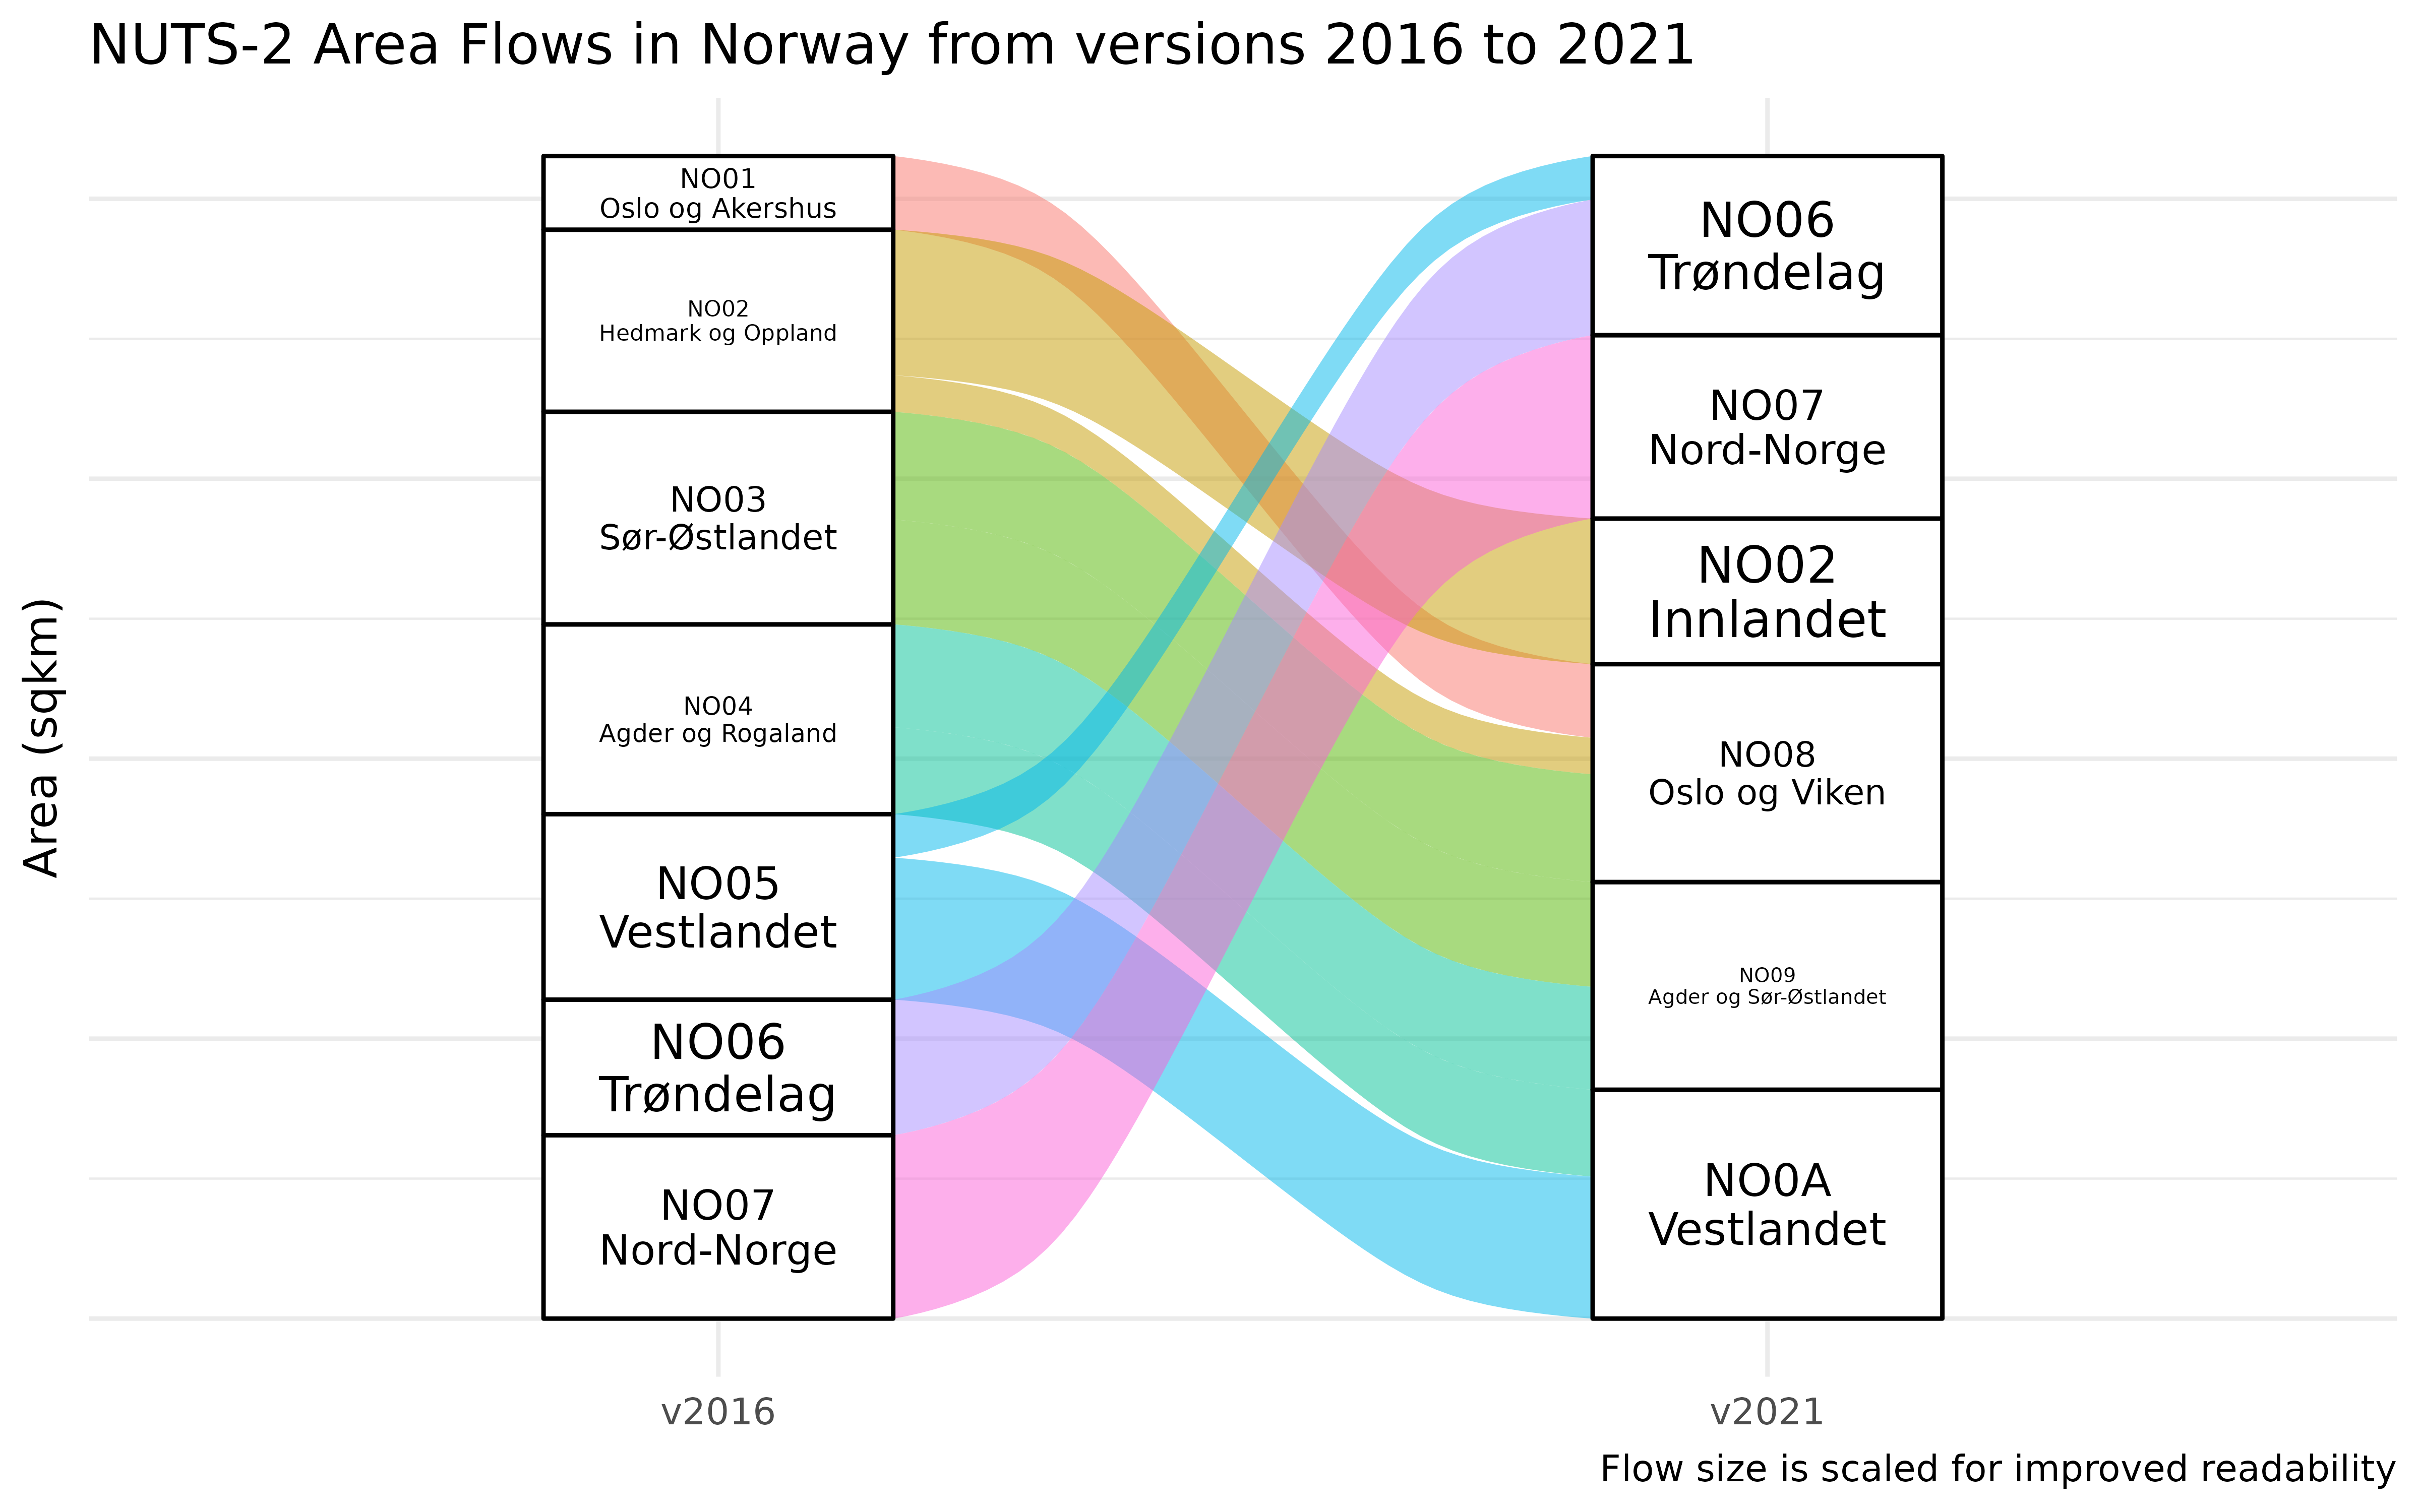 NUTS-2 Area Flows in Norway from versions 2016 to 2021
Area (sqkm)
NO01
Oslo og Akershus
NO02
Hedmark og Oppland
NO03
Sør-Østlandet
NO04
Agder og Rogaland
NO05
Vestlandet
NO06
Trøndelag
NO07
Nord-Norge
NO06
Trøndelag
NO07
Nord-Norge
NO02
Innlandet
NO08
Oslo og Viken
NO09
Agder og Sør-Østlandet
NO0A
Vestlandet
v2016
v2021
Flow size is scaled for improved readability